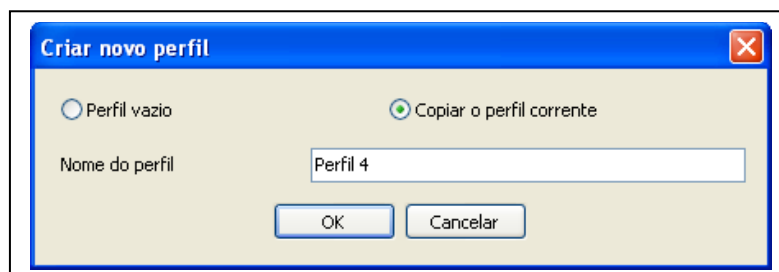 Criar novo perfil
Perfil vazio Copiar o perfil corrente
Nome do perfil Perfil 4
OK Cancelar